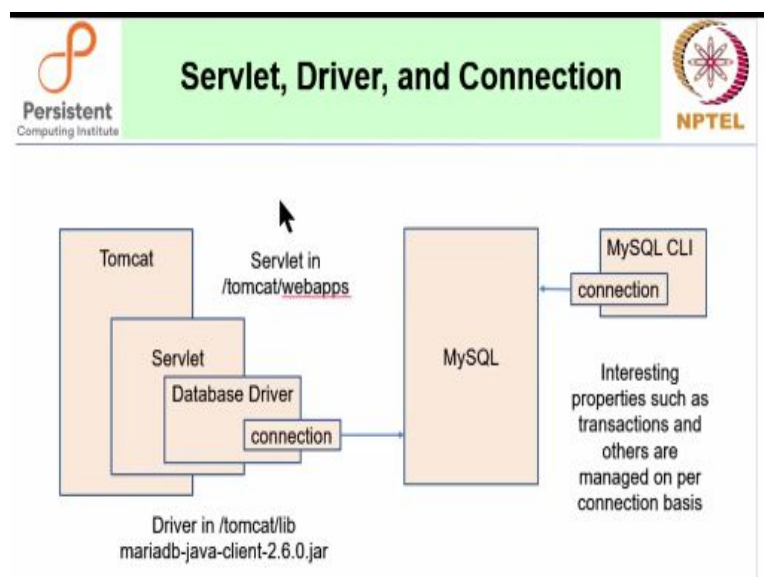 Persistent
Computing Institute
Servlet, Driver, and Connection
NPTEL
Tomcat
Servlet in
/tomcat/webapps
Servlet
Database Driver
connection
Driver in /tomcat/lib
mariadb-java-client-2.6.0.jar
MySQL
MySQL CLI
connection
Interesting
properties such as
transactions and
others are
managed on per
connection basis